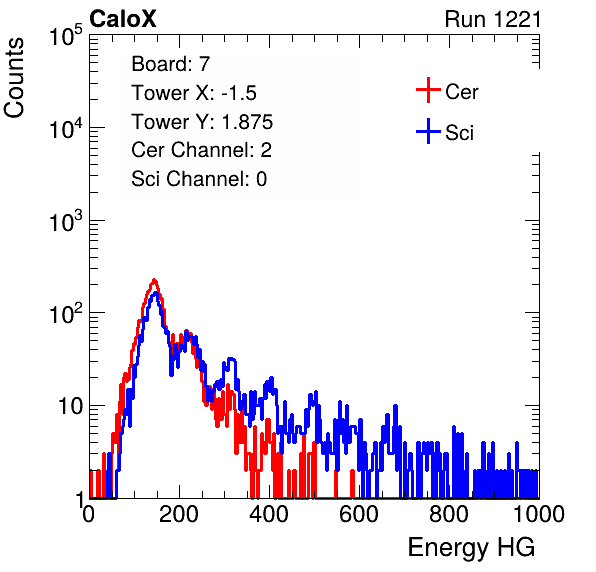 CaloX Run 1221
Counts
10^5
10^4
10^3
10^2
10
1
Board: 7
Tower X: -1.5
Tower Y: 1.875
Cer Channel: 2
Sci Channel: 0
Cer
Sci
0 200 400 600 800 1000
Energy HG